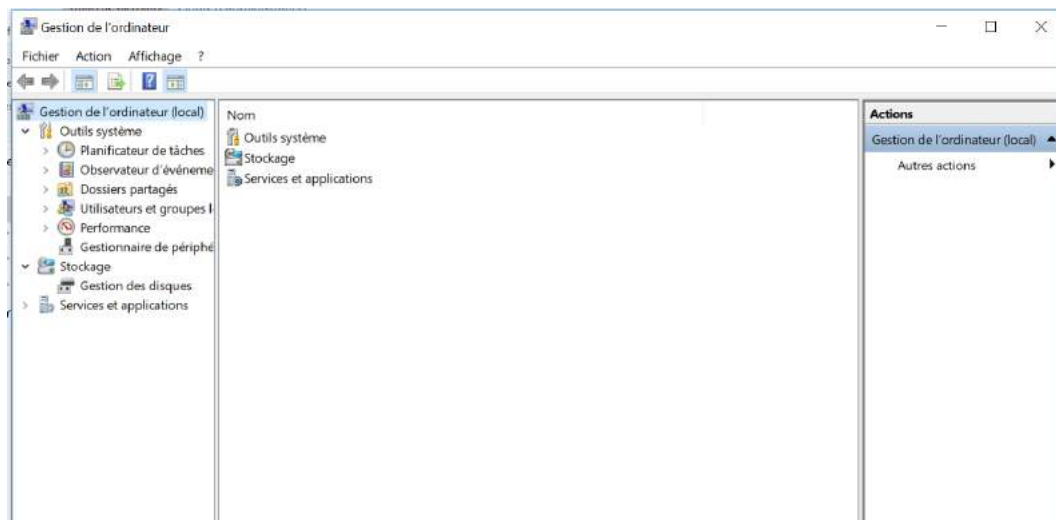 Gestion de l'ordinateur
Fichier Action Affichage ?
Gestion de l'ordinateur (local)
Outils système
Planificateur de tâches
Observateur d'événeme
Dossiers partagés
Utilisateurs et groupes l
Performance
Gestionnaire de périphé
Stockage
Gestion des disques
Services et applications
Nom
Outils système
Stockage
Services et applications
Actions
Gestion de l'ordinateur (local)
Autres actions